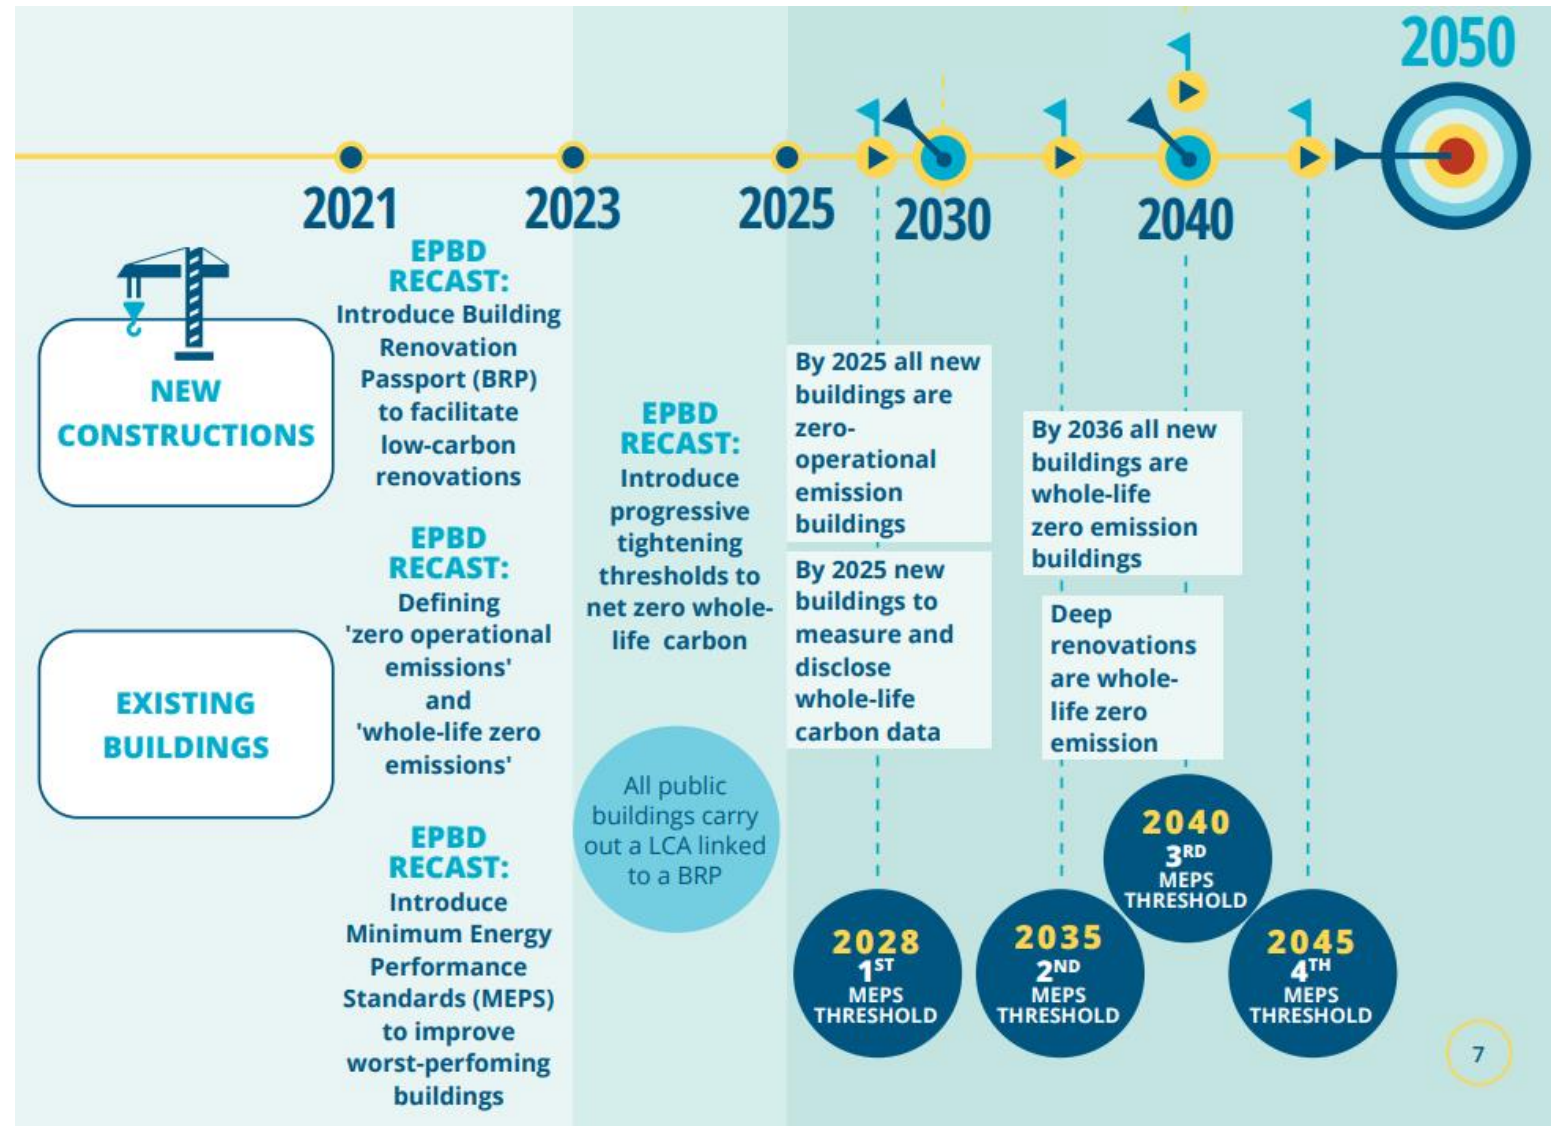 2050
2021
2023
2025
2030
2040
NEW
CONSTRUCTIONS
EXISTING
BUILDINGS
EPBD
RECAST:
Introduce Building
Renovation
Passport (BRP)
to facilitate
low-carbon
renovations
EPBD
RECAST:
Defining
'zero operational
emissions'
and
'whole-life zero
emissions'
EPBD
RECAST:
Introduce
Minimum Energy
Performance
Standards (MEPS)
to improve
worst-perfoming
buildings
EPBD
RECAST:
Introduce
progressive
tightening
thresholds to
net zero whole-
life carbon
All public
buildings carry
out a LCA linked
to a BRP
By 2025 all new
buildings are
zero-
operational
emission
buildings
By 2025 new
buildings to
measure and
disclose
whole-life
carbon data
By 2036 all new
buildings are
whole-life
zero emission
buildings
Deep
renovations
are whole-
life zero
emission
2028
1ST
MEPS
THRESHOLD
2035
2ND
MEPS
THRESHOLD
2040
3RD
MEPS
THRESHOLD
2045
4TH
MEPS
THRESHOLD
7